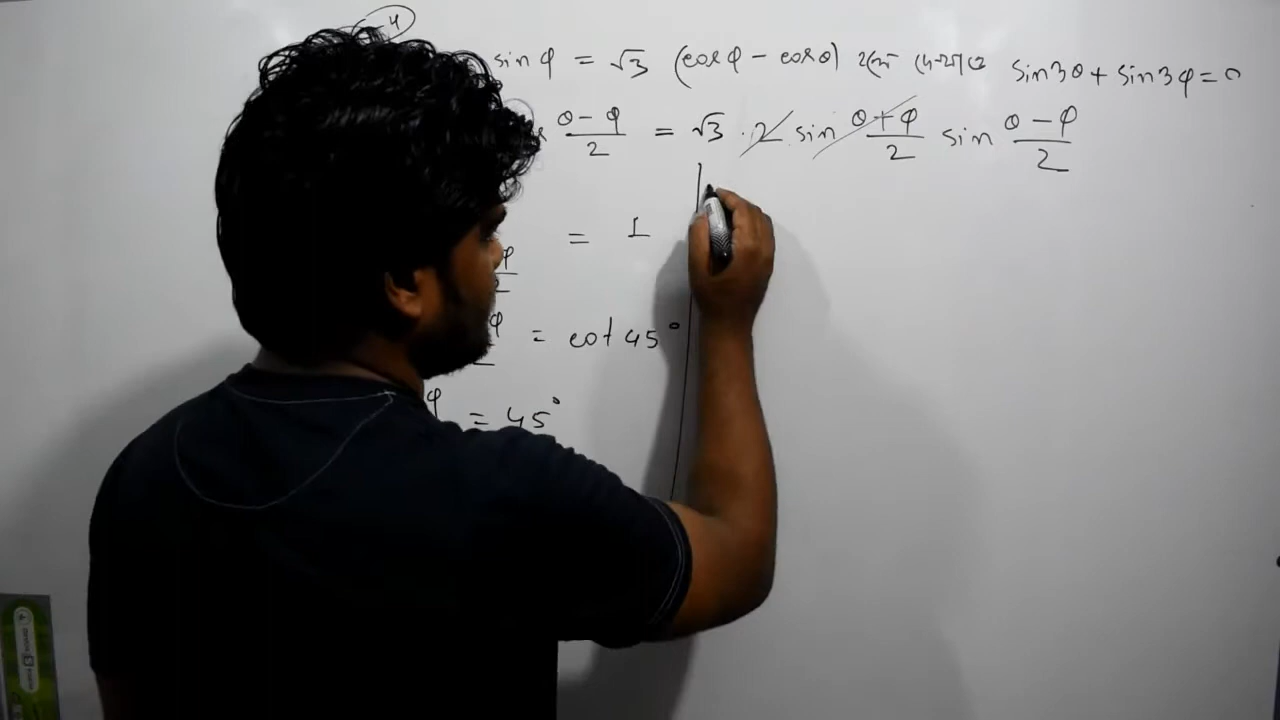 4
sin φ = √3 (cos φ - cos θ) হলে দেখাও sin3θ + sin3φ = 0
θ - φ / 2 = √3 · 2 sin θ + φ / 2 sin θ - φ / 2
φ / 2 = 1
φ = cot 45°
φ = 45°